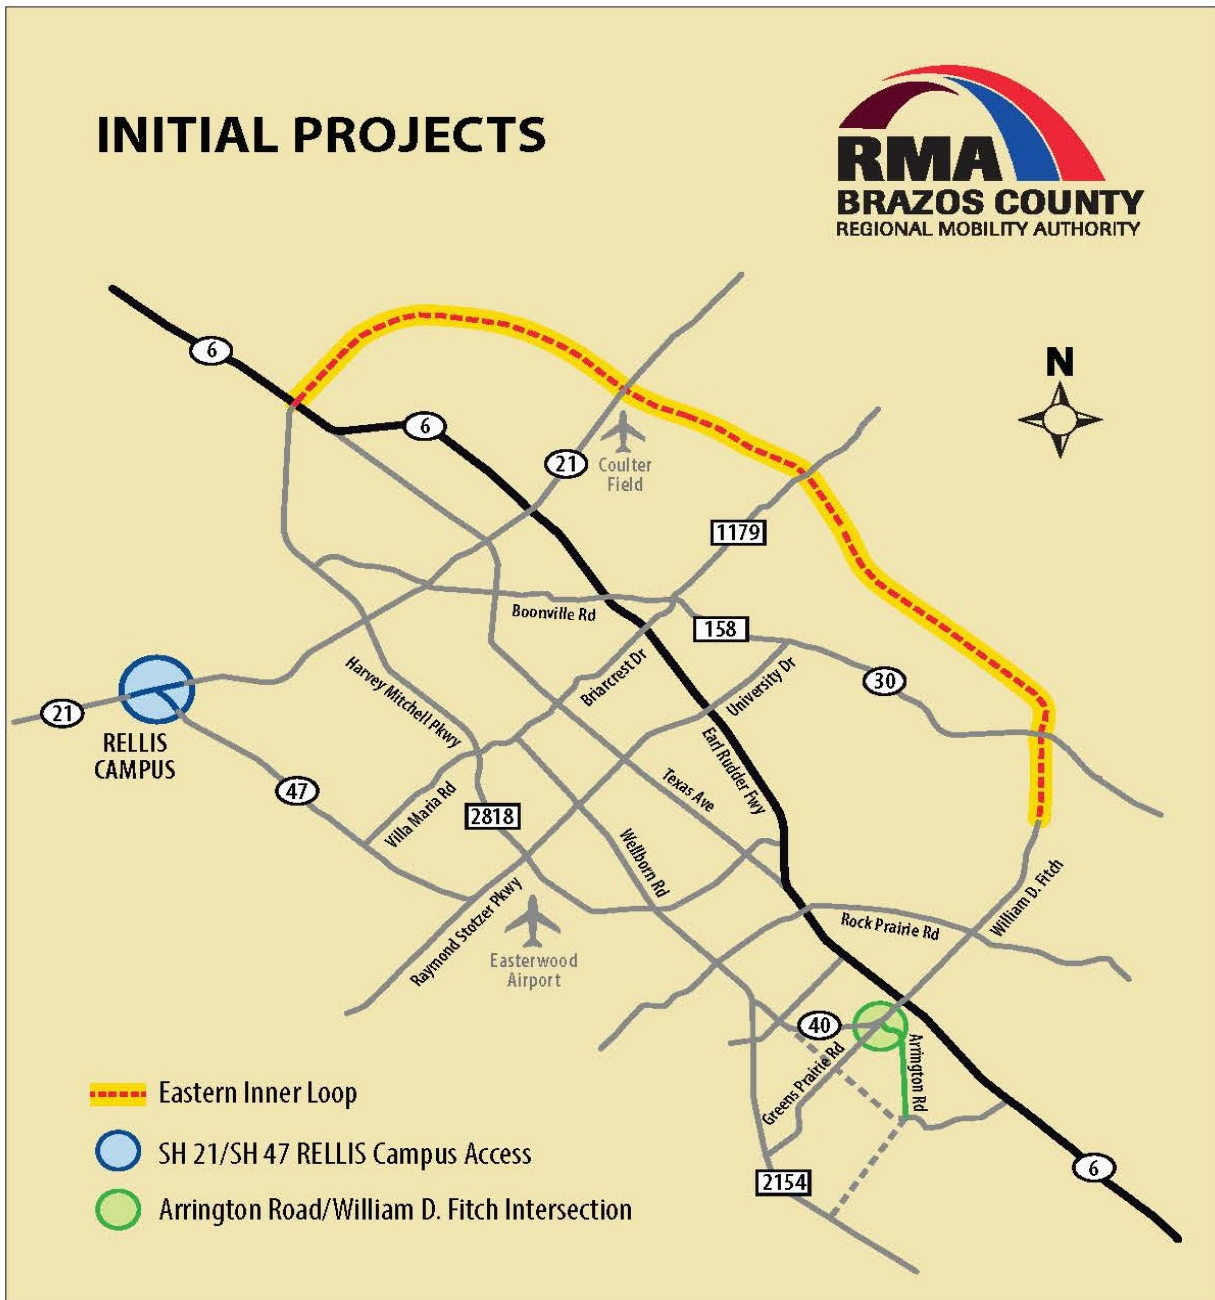 INITIAL PROJECTS
RMA
BRAZOS COUNTY
REGIONAL MOBILITY AUTHORITY
N
6
6
21
Coulter
Field
1179
Boonville Rd
158
Briarcrest Dr
University Dr
30
Harvey Mitchell Pkwy
21
RELLIS
CAMPUS
47
Earl Rudder Fwy
Texas Ave
Villa Maria Rd
2818
Wellborn Rd
William D. Fitch
Rock Prairie Rd
Raymond Stotzer Pkwy
Easterwood
Airport
40
Greens Prairie Rd
Arrington Rd
6
2154
Eastern Inner Loop
SH 21/SH 47 RELLIS Campus Access
Arrington Road/William D. Fitch Intersection